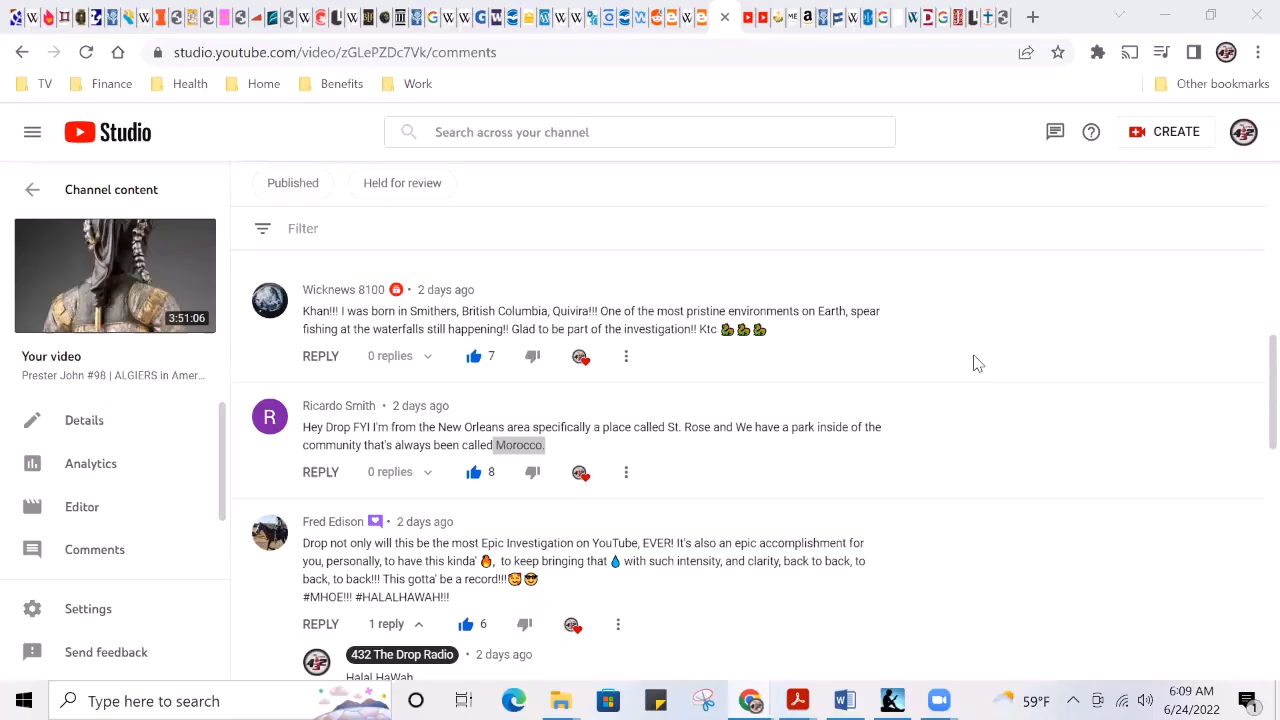 studio.youtube.com/video/zGLePZDc7Vk/comments
TV Finance Health Home Benefits Work Other bookmarks
Studio
Search across your channel
CREATE
Channel content
3:51:06
Your video
Prester John #98 | ALGIERS in Amer...
Details
Analytics
Editor
Comments
Settings
Send feedback
Published Held for review
Filter
Wicknews 8100 • 2 days ago
Khan!!! I was born in Smithers, British Columbia, Quivira!!! One of the most pristine environments on Earth, spear
fishing at the waterfalls still happening!! Glad to be part of the investigation!! Ktc
REPLY 0 replies 7
R
Ricardo Smith • 2 days ago
Hey Drop FYI I'm from the New Orleans area specifically a place called St. Rose and We have a park inside of the
community that's always been called Morocco.
REPLY 0 replies 8
Fred Edison • 2 days ago
Drop not only will this be the most Epic Investigation on YouTube, EVER! It's also an epic accomplishment for
you, personally, to have this kinda' 🔥, to keep bringing that 💧 with such intensity, and clarity, back to back, to
back, to back!!! This gotta' be a record!!!🥰😎
#MHOE!!! #HALALHAWAH!!!
REPLY 1 reply 6
432 The Drop Radio • 2 days ago
Halal HaWah
Type here to search
59°F
6:09 AM
6/24/2022
1